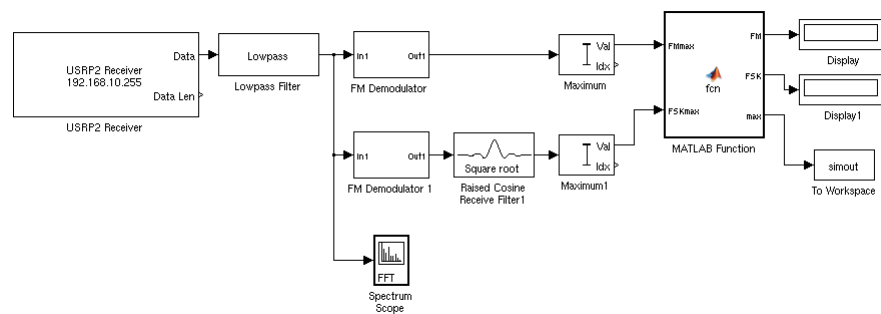 USRP2 Receiver
192.168.10.255
Data
Data Len
USRP2 Receiver
Lowpass
Lowpass Filter
In1
Out1
FM Demodulator
Val
Idx
Maximum
FMmax
FSKmax
fcn
FM
FSK
max
MATLAB Function
Display
Display1
simout
To Workspace
In1
Out1
FM Demodulator 1
Square root
Raised Cosine
Receive Filter1
Val
Idx
Maximum1
FFT
Spectrum
Scope